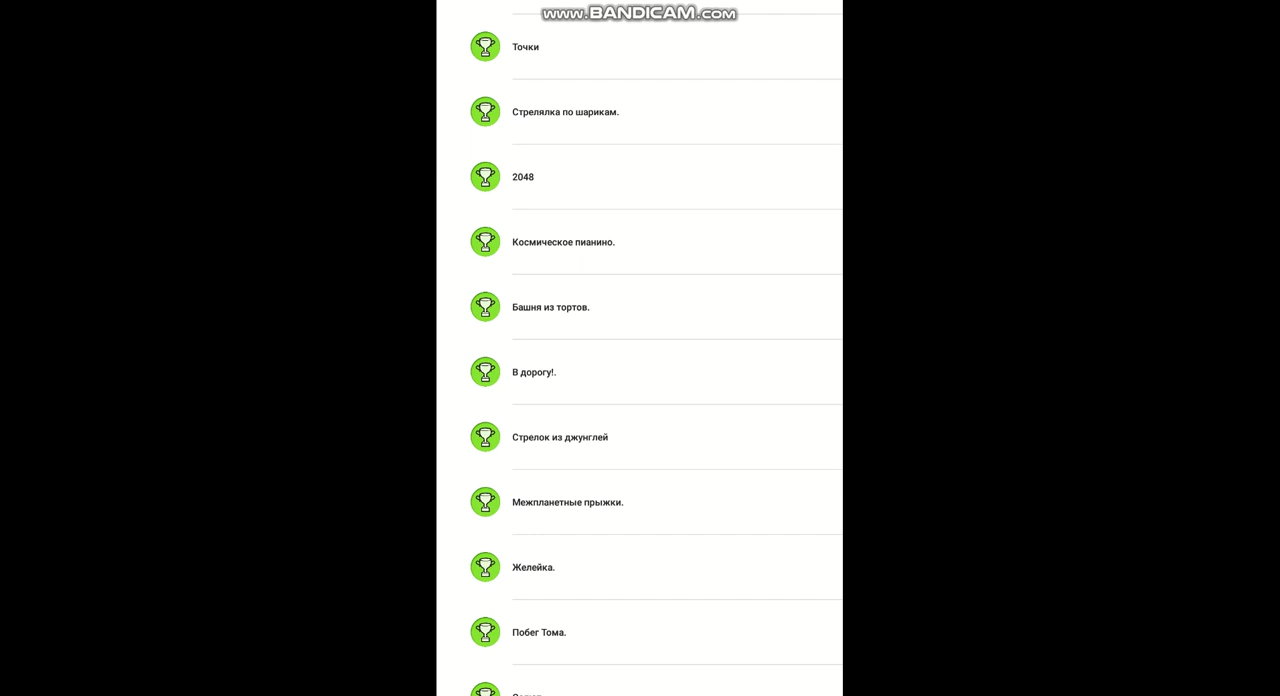 www.BANDICAM.com
Точки
Стрелялка по шарикам.
2048
Космическое пианино.
Башня из тортов.
В дорогу!.
Стрелок из джунглей
Межпланетные прыжки.
Желейка.
Побег Тома.